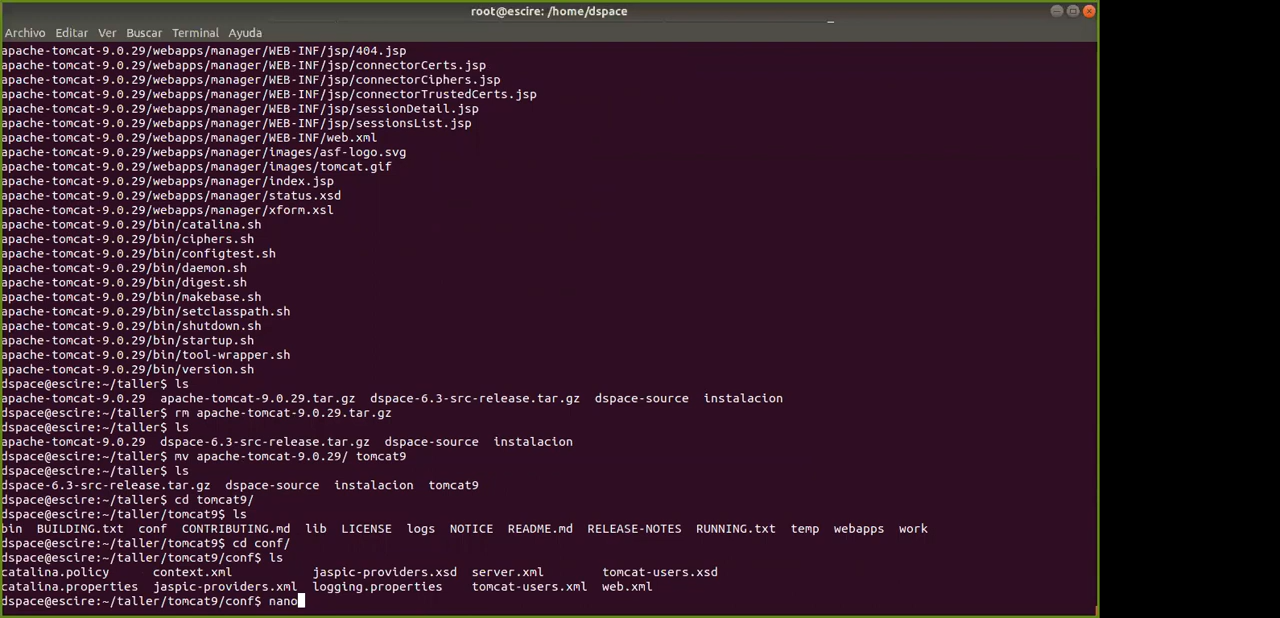 root@escire: /home/dspace
Archivo Editar Ver Buscar Terminal Ayuda
apache-tomcat-9.0.29/webapps/manager/WEB-INF/jsp/404.jsp
apache-tomcat-9.0.29/webapps/manager/WEB-INF/jsp/connectorCerts.jsp
apache-tomcat-9.0.29/webapps/manager/WEB-INF/jsp/connectorCiphers.jsp
apache-tomcat-9.0.29/webapps/manager/WEB-INF/jsp/connectorTrustedCerts.jsp
apache-tomcat-9.0.29/webapps/manager/WEB-INF/jsp/sessionDetail.jsp
apache-tomcat-9.0.29/webapps/manager/WEB-INF/jsp/sessionsList.jsp
apache-tomcat-9.0.29/webapps/manager/WEB-INF/web.xml
apache-tomcat-9.0.29/webapps/manager/images/asf-logo.svg
apache-tomcat-9.0.29/webapps/manager/images/tomcat.gif
apache-tomcat-9.0.29/webapps/manager/index.jsp
apache-tomcat-9.0.29/webapps/manager/status.xsd
apache-tomcat-9.0.29/webapps/manager/xform.xsl
apache-tomcat-9.0.29/bin/catalina.sh
apache-tomcat-9.0.29/bin/ciphers.sh
apache-tomcat-9.0.29/bin/configtest.sh
apache-tomcat-9.0.29/bin/daemon.sh
apache-tomcat-9.0.29/bin/digest.sh
apache-tomcat-9.0.29/bin/makebase.sh
apache-tomcat-9.0.29/bin/setclasspath.sh
apache-tomcat-9.0.29/bin/shutdown.sh
apache-tomcat-9.0.29/bin/startup.sh
apache-tomcat-9.0.29/bin/tool-wrapper.sh
apache-tomcat-9.0.29/bin/version.sh
dspace@escire:~/taller$ ls
apache-tomcat-9.0.29  apache-tomcat-9.0.29.tar.gz  dspace-6.3-src-release.tar.gz  dspace-source  instalacion
dspace@escire:~/taller$ rm apache-tomcat-9.0.29.tar.gz
dspace@escire:~/taller$ ls
apache-tomcat-9.0.29  dspace-6.3-src-release.tar.gz  dspace-source  instalacion
dspace@escire:~/taller$ mv apache-tomcat-9.0.29/ tomcat9
dspace@escire:~/taller$ ls
dspace-6.3-src-release.tar.gz  dspace-source  instalacion  tomcat9
dspace@escire:~/taller$ cd tomcat9/
dspace@escire:~/taller/tomcat9$ ls
bin  BUILDING.txt  conf  CONTRIBUTING.md  lib  LICENSE  logs  NOTICE  README.md  RELEASE-NOTES  RUNNING.txt  temp  webapps  work
dspace@escire:~/taller/tomcat9$ cd conf/
dspace@escire:~/taller/tomcat9/conf$ ls
catalina.policy  context.xml  jaspic-providers.xsd  server.xml  tomcat-users.xsd
catalina.properties  jaspic-providers.xml  logging.properties  tomcat-users.xml  web.xml
dspace@escire:~/taller/tomcat9/conf$ nano